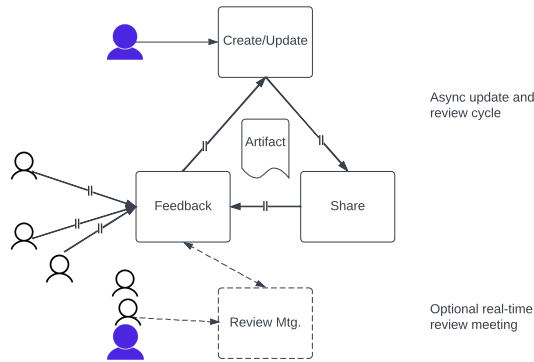 Create/Update
Async update and
review cycle
Artifact
Feedback
Share
Review Mtg.
Optional real-time
review meeting